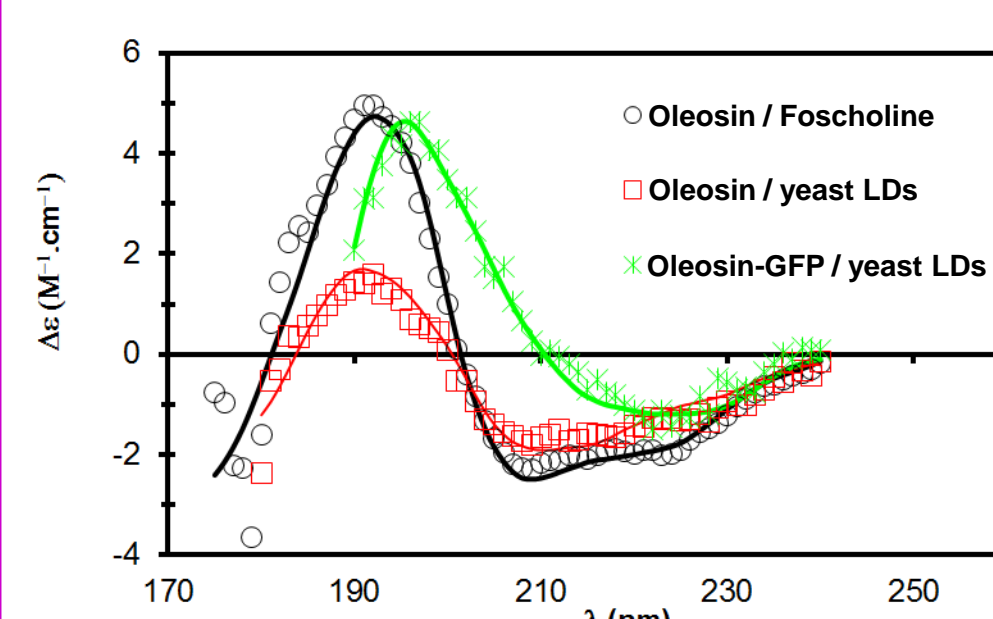 6
4
2
0
-2
-4
Δε (M⁻¹.cm⁻¹)
Oleosin / Foscholine
Oleosin / yeast LDs
Oleosin-GFP / yeast LDs
170 190 210 230 250
λ (nm)